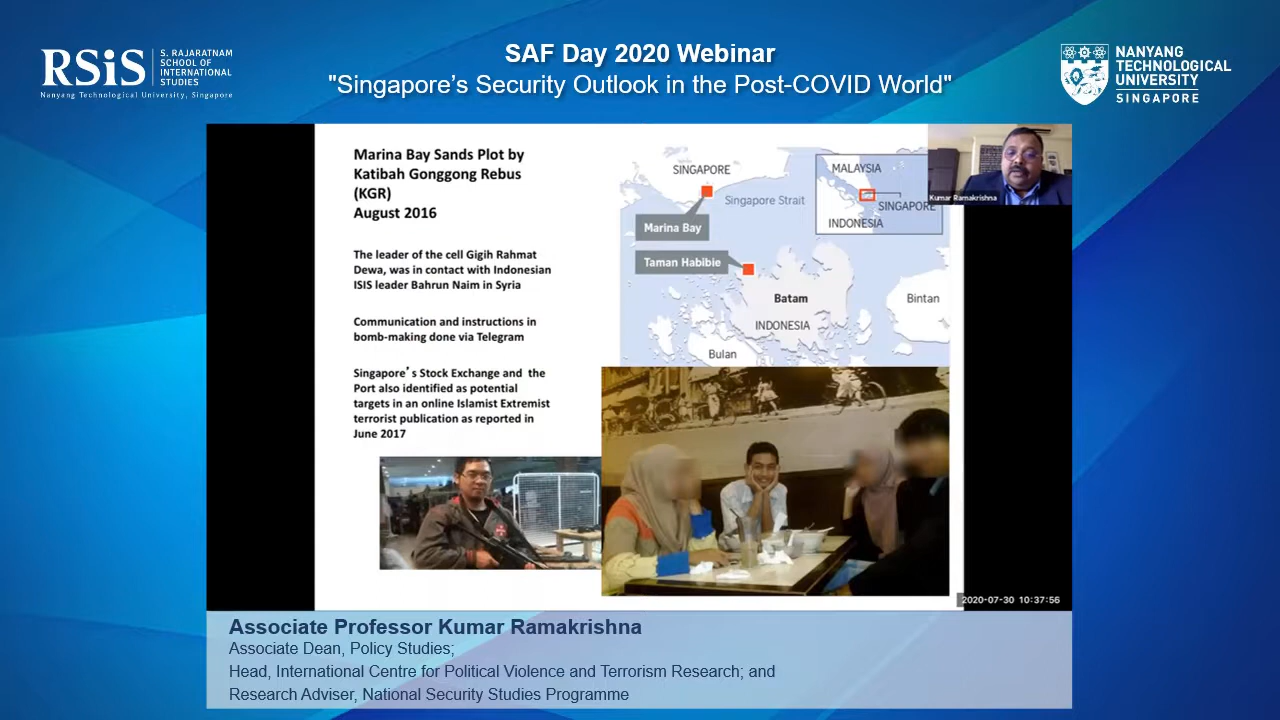 RSiS
S. RAJARATNAM
SCHOOL OF
INTERNATIONAL
STUDIES
Nanyang Technological University, Singapore
SAF Day 2020 Webinar
"Singapore's Security Outlook in the Post-COVID World"
NANYANG
TECHNOLOGICAL
UNIVERSITY
SINGAPORE
Marina Bay Sands Plot by
Katibah Gonggong Rebus
(KGR)
August 2016
The leader of the cell Gigih Rahmat
Dewa, was in contact with Indonesian
ISIS leader Bahrun Naim in Syria
Communication and instructions in
bomb-making done via Telegram
Singapore's Stock Exchange and the
Port also identified as potential
targets in an online Islamist Extremist
terrorist publication as reported in
June 2017
SINGAPORE
Singapore Strait
Marina Bay
Taman Habibie
Batam
INDONESIA
Bulan
Bintan
MALAYSIA
SINGAPORE
INDONESIA
Kumar Ramakrishna
2020-07-30 10:37:56
Associate Professor Kumar Ramakrishna
Associate Dean, Policy Studies;
Head, International Centre for Political Violence and Terrorism Research; and
Research Adviser, National Security Studies Programme